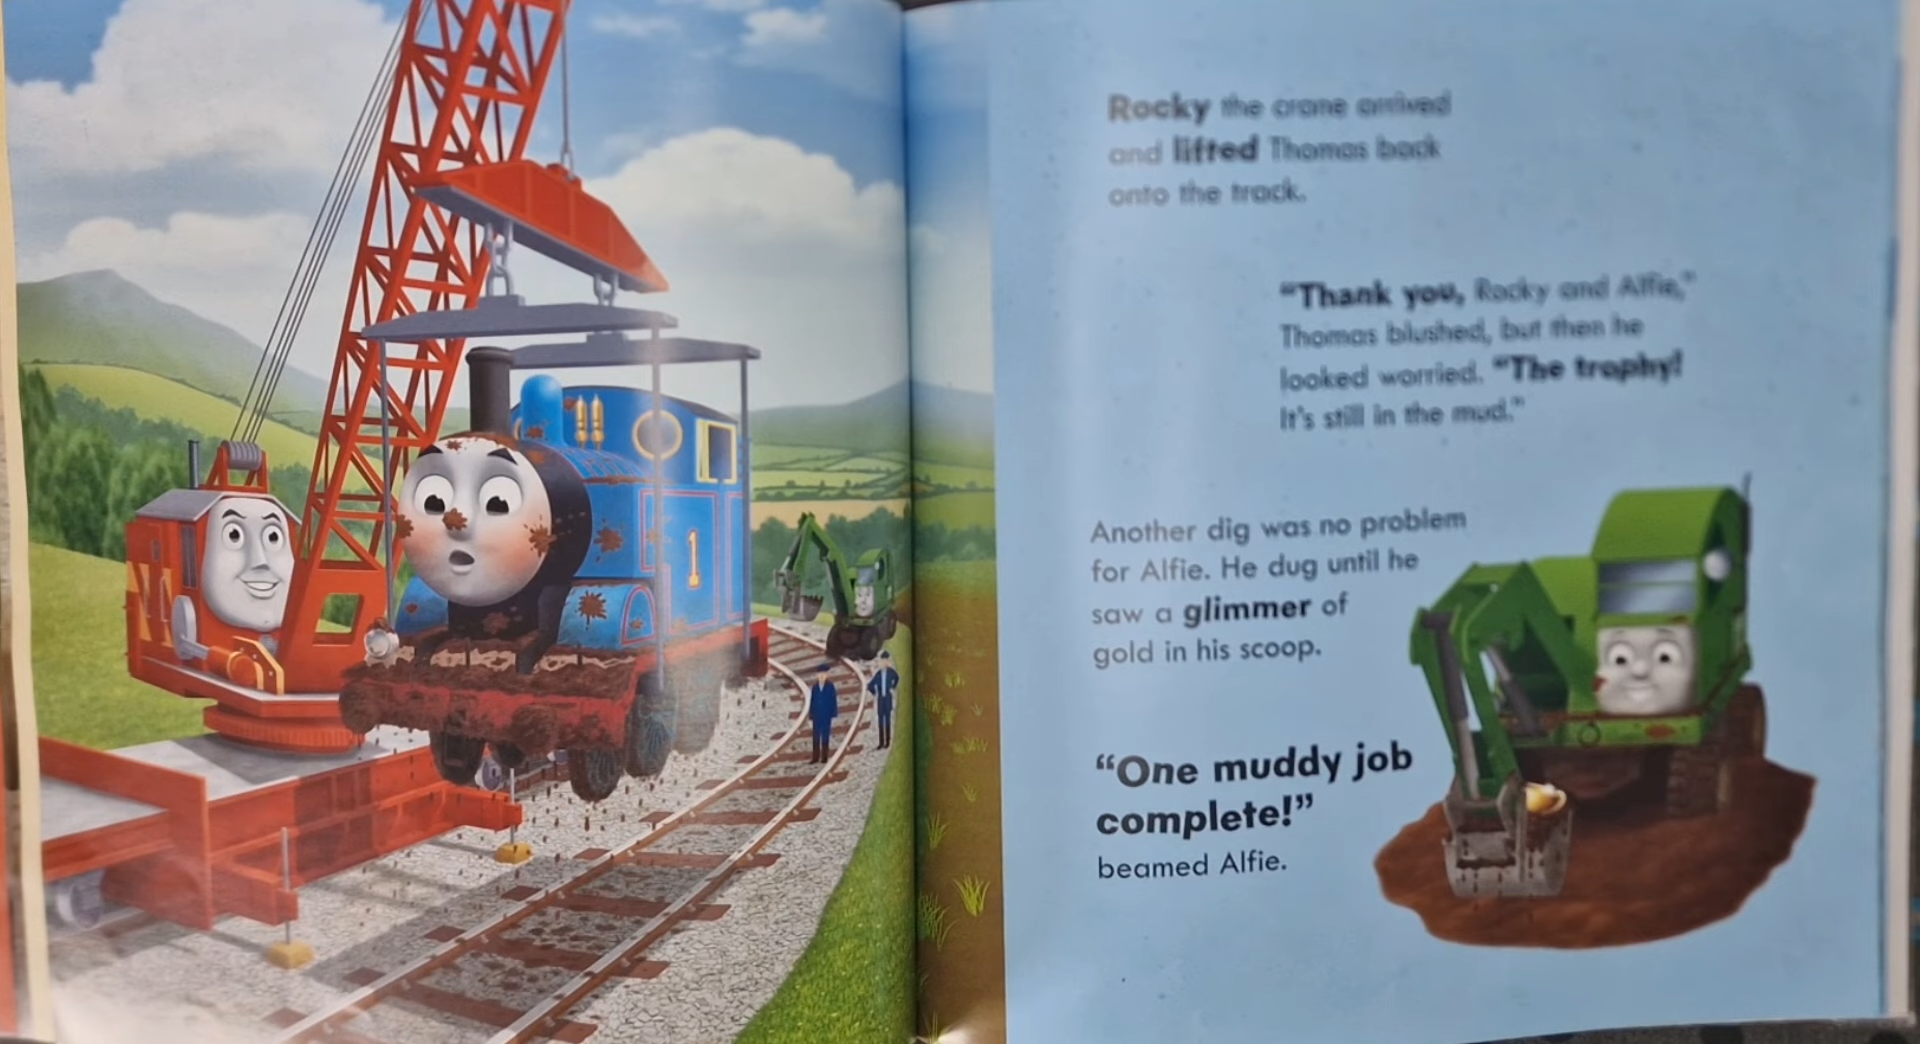 1
Rocky the crane arrived
and lifted Thomas back
onto the track.
“Thank you, Rocky and Alfie,”
Thomas blushed, but then he
looked worried. “The trophy!
It's still in the mud.”
Another dig was no problem
for Alfie. He dug until he
saw a glimmer of
gold in his scoop.
“One muddy job
complete!”
beamed Alfie.